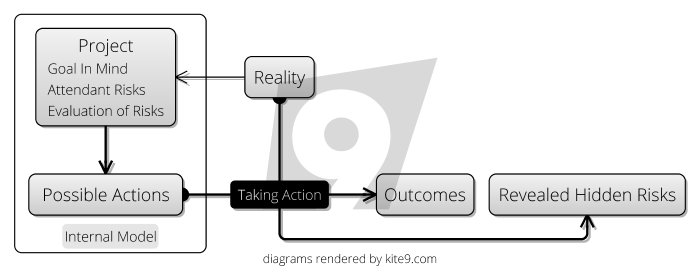 Project
Goal In Mind
Attendant Risks
Evaluation of Risks
Reality
Possible Actions
Taking Action
Outcomes
Revealed Hidden Risks
Internal Model
diagrams rendered by kite9.com